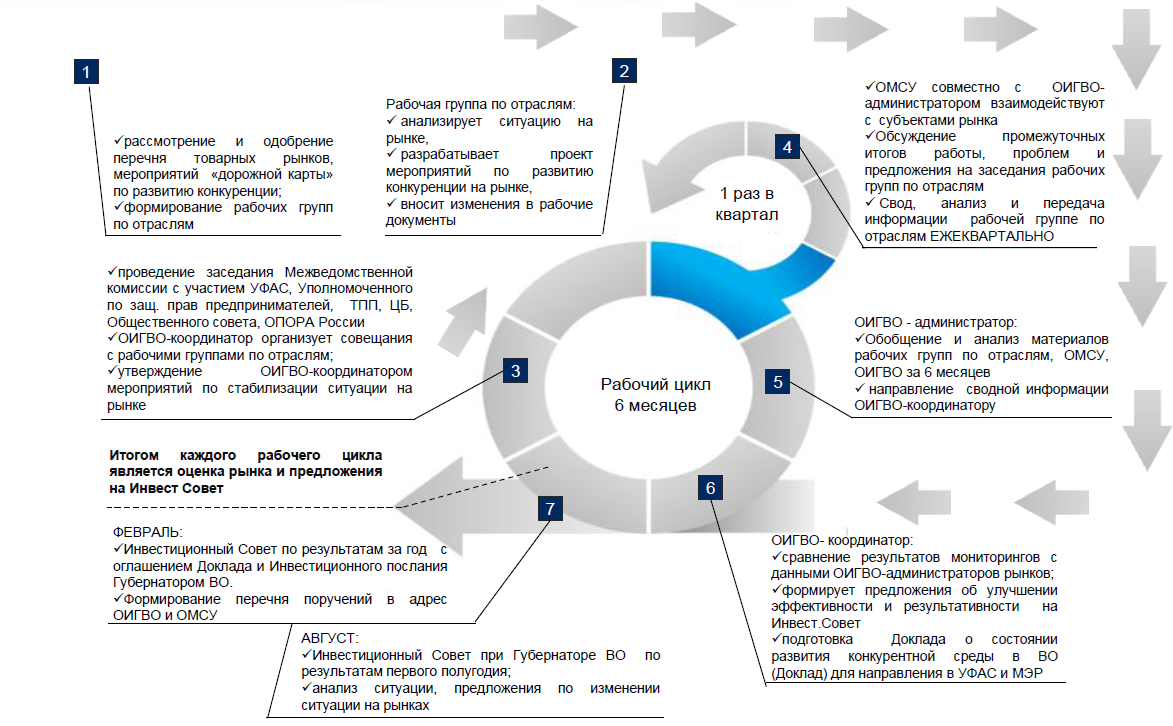 1
✓рассмотрение и одобрение
перечня товарных рынков,
мероприятий «дорожной карты»
по развитию конкуренции;
✓формирование рабочих групп
по отраслям
2
Рабочая группа по отраслям:
✓ анализирует ситуацию на
рынке,
✓ разрабатывает проект
мероприятий по развитию
конкуренции на рынке,
✓ вносит изменения в рабочие
документы
✓проведение заседания Межведомственной
комиссии с участием УФАС, Уполномоченного
по защ. прав предпринимателей, ТПП, ЦБ,
Общественного совета, ОПОРА России
✓ОИГВО-координатор организует совещания
с рабочими группами по отраслям;
✓утверждение ОИГВО-координатором
мероприятий по стабилизации ситуации на
рынке
3
4
✓ОМСУ совместно с ОИГВО-
администратором взаимодействуют
с субъектами рынка
✓Обсуждение промежуточных
итогов работы, проблем и
предложения на заседания рабочих
групп по отраслям
✓ Свод, анализ и передача
информации рабочей группе по
отраслям ЕЖЕКВАРТАЛЬНО
1 раз в
квартал
Рабочий цикл
6 месяцев
5
ОИГВО - администратор:
✓Обобщение и анализ материалов
рабочих групп по отраслям, ОМСУ,
ОИГВО за 6 месяцев
✓ направление сводной информации
ОИГВО-координатору
6
ОИГВО- координатор:
✓сравнение результатов мониторингов с
данными ОИГВО-администраторов рынков;
✓формирует предложения об улучшении
эффективности и результативности на
Инвест.Совет
✓подготовка Доклада о состоянии
развития конкурентной среды в ВО
(Доклад) для направления в УФАС и МЭР
Итогом каждого рабочего цикла
является оценка рынка и предложения
на Инвест Совет
7
ФЕВРАЛЬ:
✓Инвестиционный Совет по результатам за год с
оглашением Доклада и Инвестиционного послания
Губернатором ВО.
✓Формирование перечня поручений в адрес
ОИГВО и ОМСУ
АВГУСТ:
✓Инвестиционный Совет при Губернаторе ВО по
результатам первого полугодия;
✓анализ ситуации, предложения по изменении
ситуации на рынках